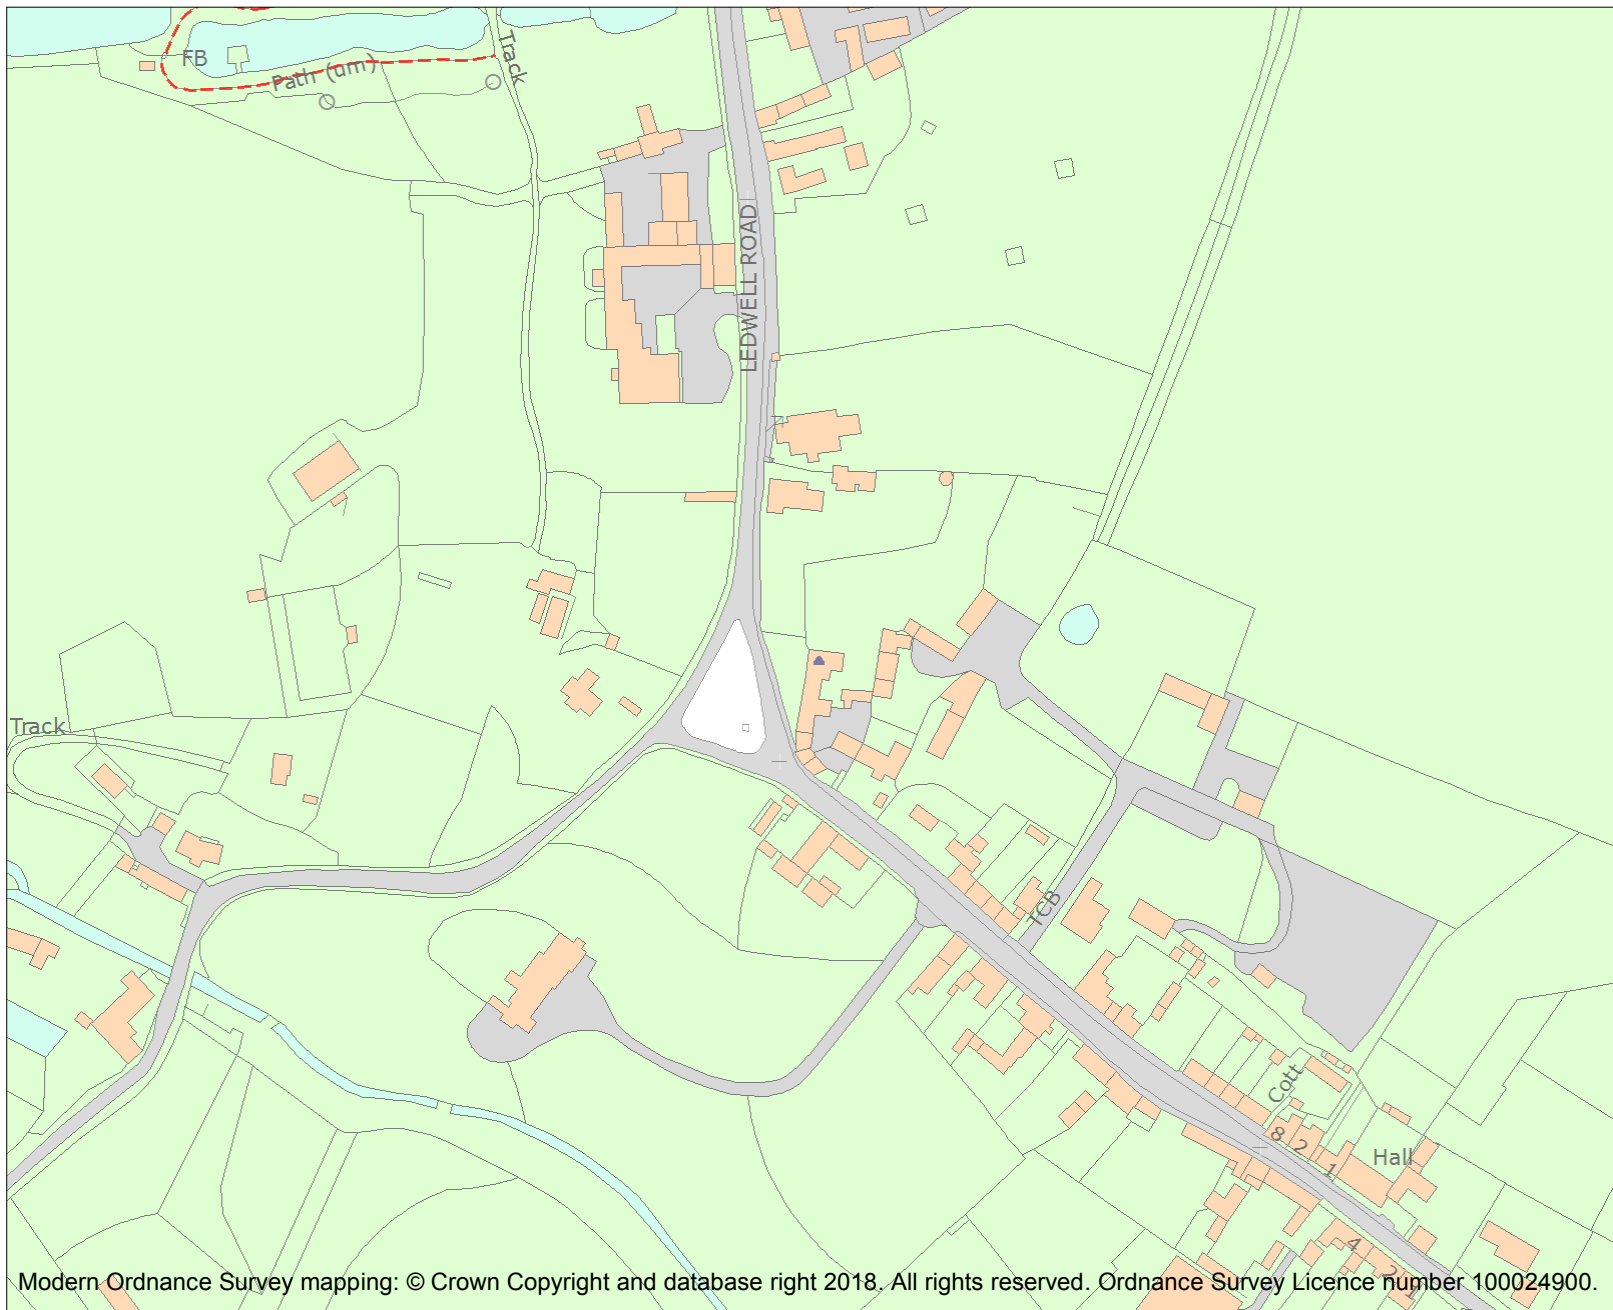 FB
Path (um)
Track
LEDWELL ROAD
Track
TCB
Cott
8
2
1
Hall
4
2
1
Modern Ordnance Survey mapping: © Crown Copyright and database right 2018. All rights reserved. Ordnance Survey Licence number 100024900.